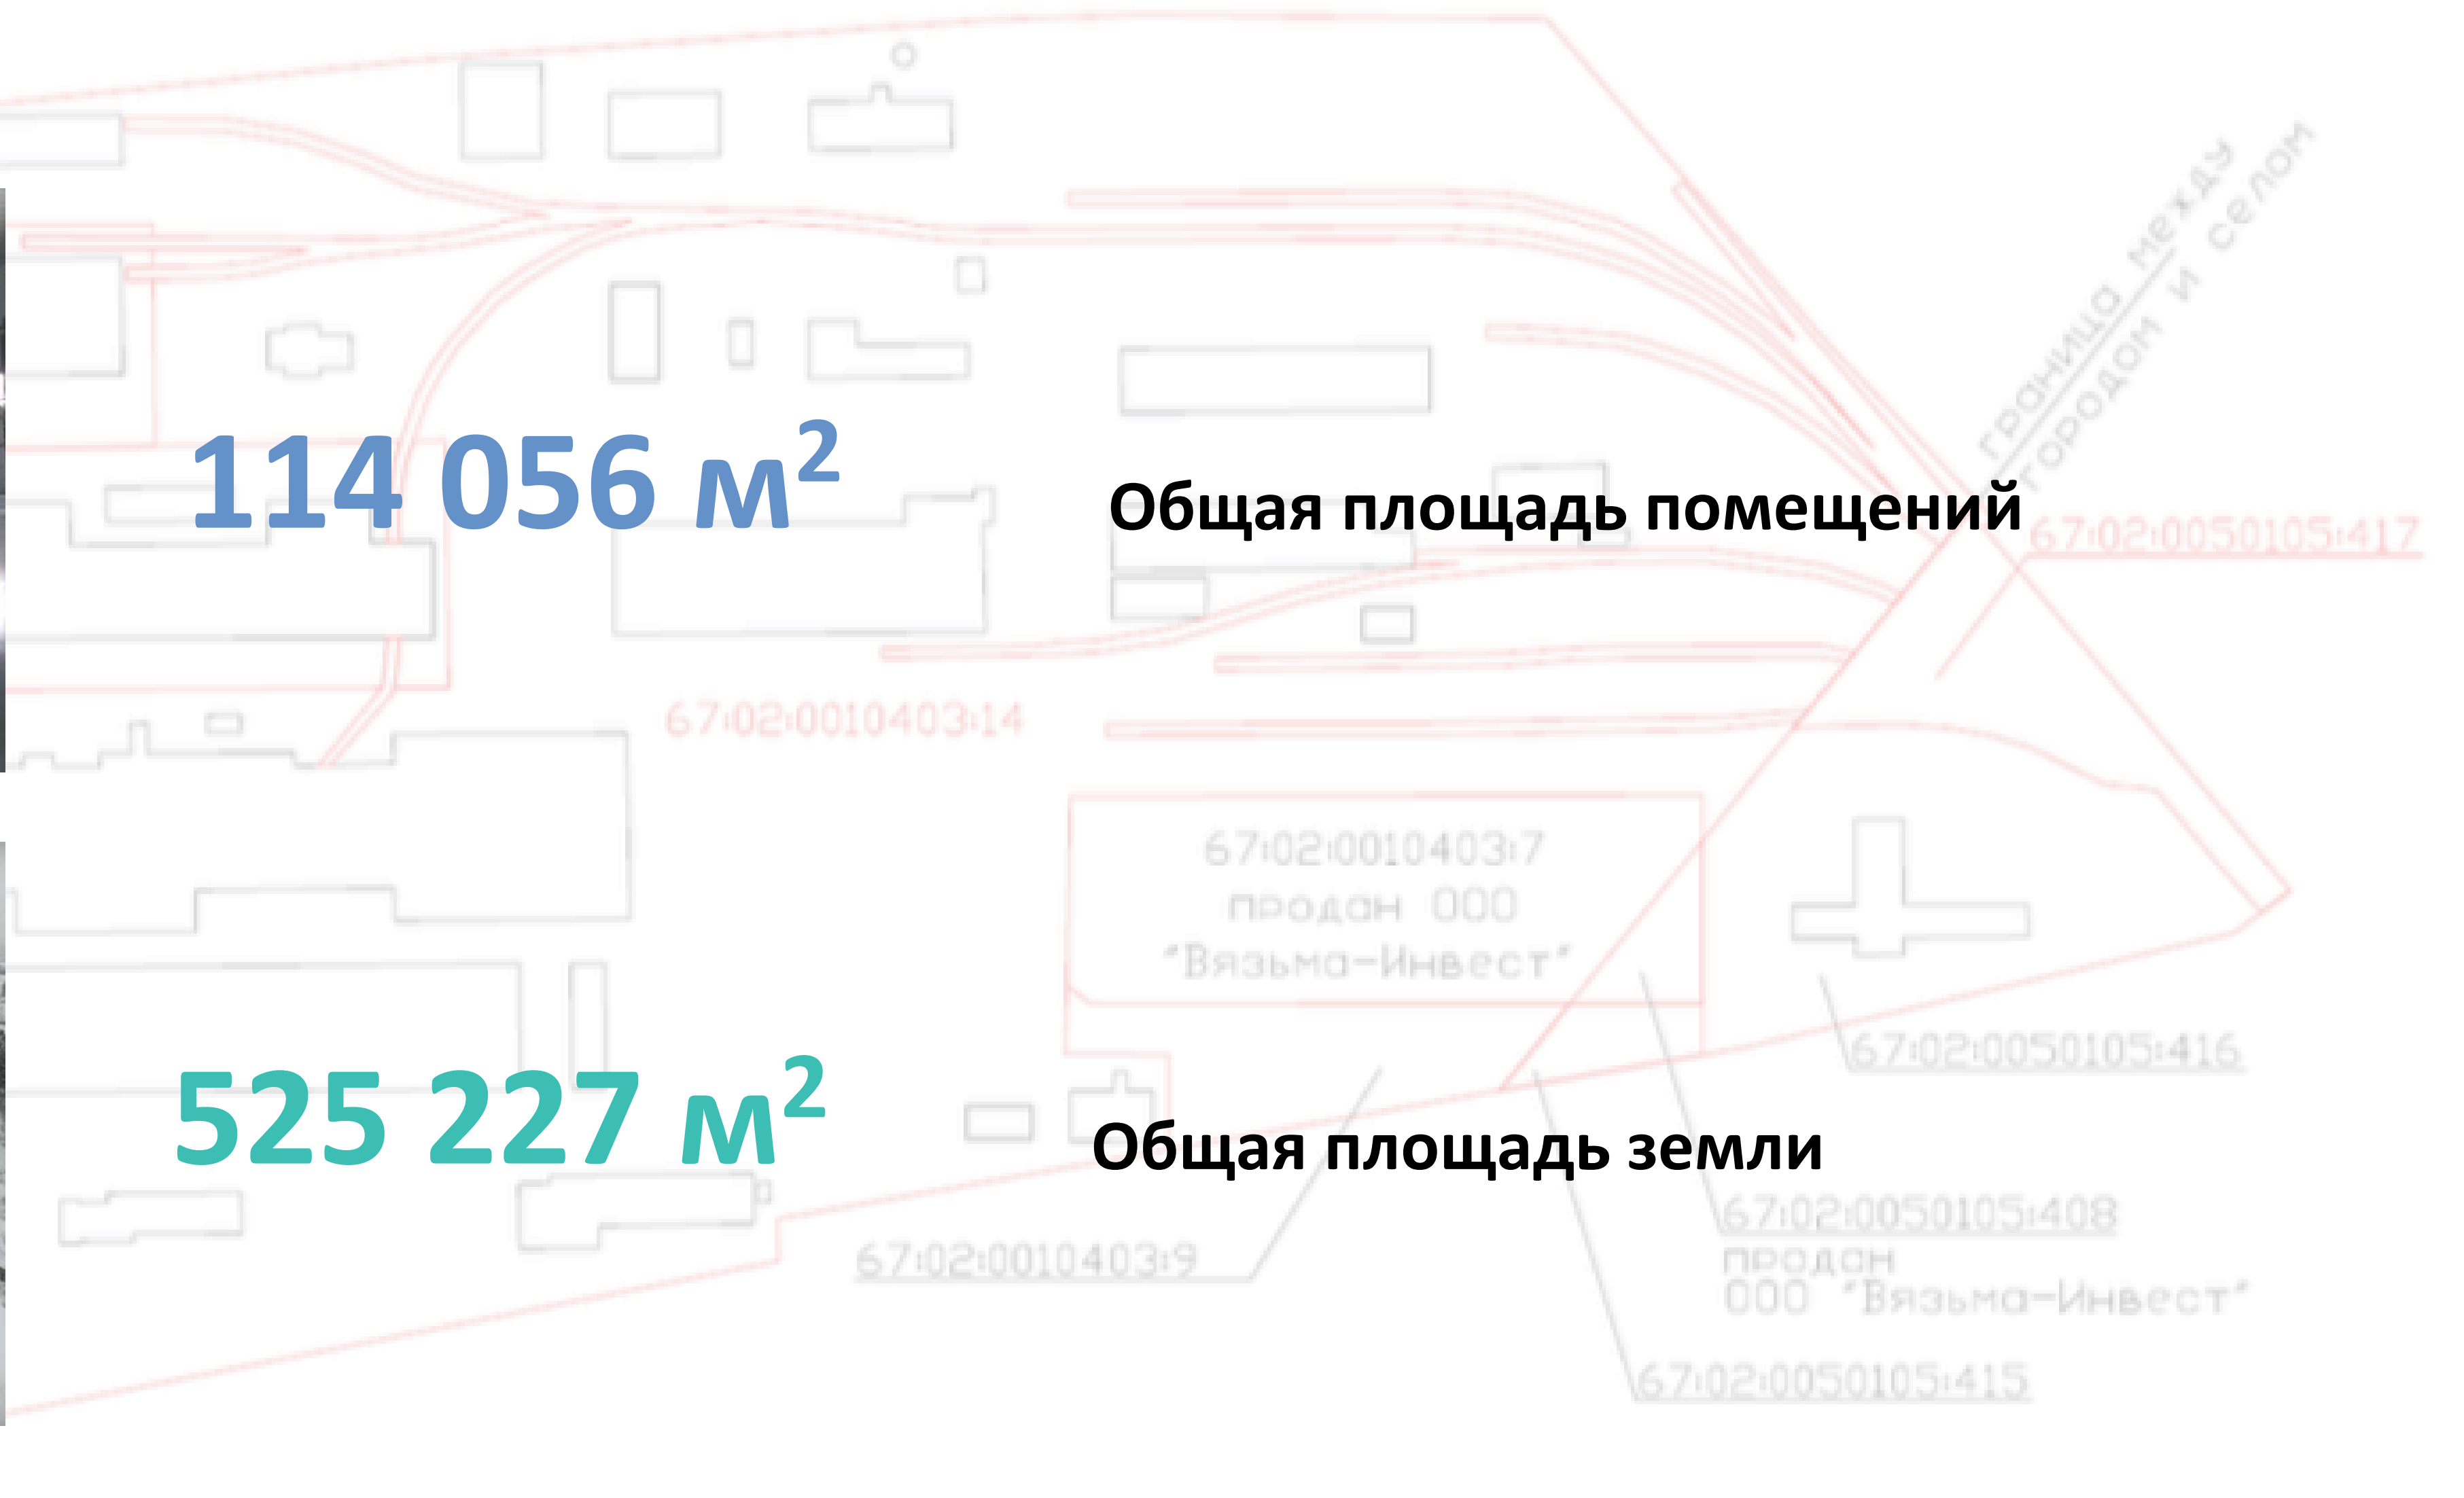 граница между
городом и селом
114 056 м²
Общая площадь помещений
67:02:0050105:417
67:02:0010403:14
67:02:0010403:7
продан ООО
"Вязьма-Инвест"
67:02:0050105:416
525 227 м²
Общая площадь земли
67:02:0050105:408
продан
ООО "Вязьма-Инвест"
67:02:0010403:9
67:02:0050105:415